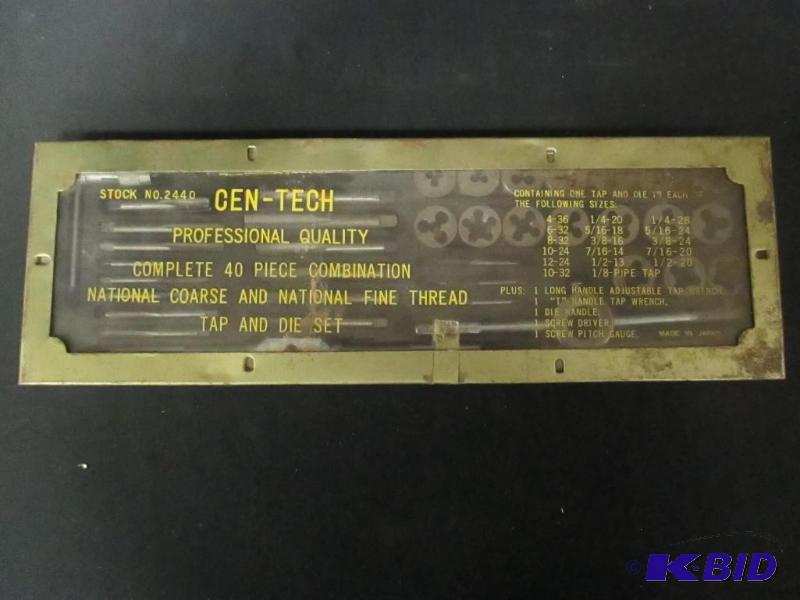 STOCK NO.2440 CEN-TECH
PROFESSIONAL QUALITY
COMPLETE 40 PIECE COMBINATION
NATIONAL COARSE AND NATIONAL FINE THREAD
TAP AND DIE SET
CONTAINING ONE TAP AND DIE IN EACH OF
THE FOLLOWING SIZES:
4-36 1/4-20 1/4-28
6-32 5/16-18 5/16-24
8-32 3/8-16 3/8-24
10-24 7/16-14 7/16-20
12-24 1/2-13 1/2-20
10-32 1/8-PIPE TAP
PLUS: 1 LONG HANDLE ADJUSTABLE TAP WRENCH.
1 "T" HANDLE TAP WRENCH.
1 DIE HANDLE.
1 SCREW DRIVER.
1 SCREW PITCH GAUGE. MADE IN JAPAN
© K-BID